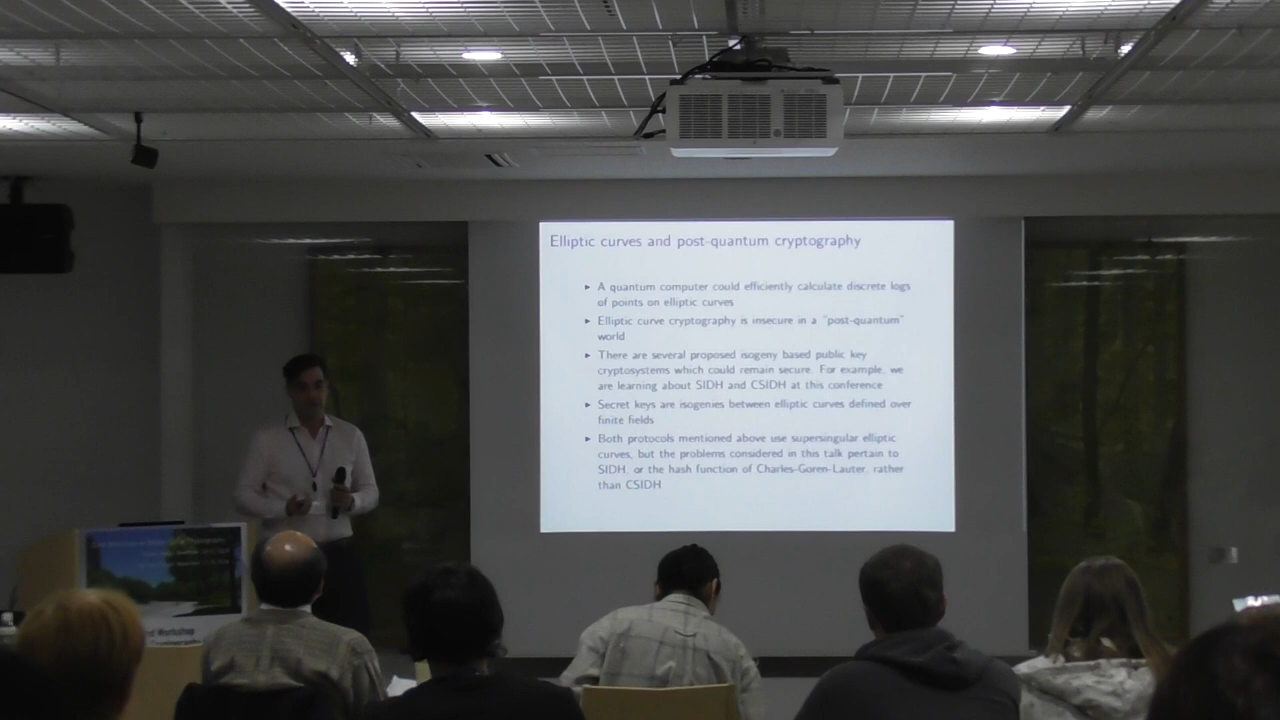 Elliptic curves and post-quantum cryptography
▸ A quantum computer could efficiently calculate discrete logs
of points on elliptic curves
▸ Elliptic curve cryptography is insecure in a "post-quantum"
world
▸ There are several proposed isogeny based public key
cryptosystems which could remain secure. For example, we
are learning about SIDH and CSIDH at this conference
▸ Secret keys are isogenies between elliptic curves defined over
finite fields
▸ Both protocols mentioned above use supersingular elliptic
curves, but the problems considered in this talk pertain to
SIDH, or the hash function of Charles-Goren-Lauter, rather
than CSIDH
Workshop